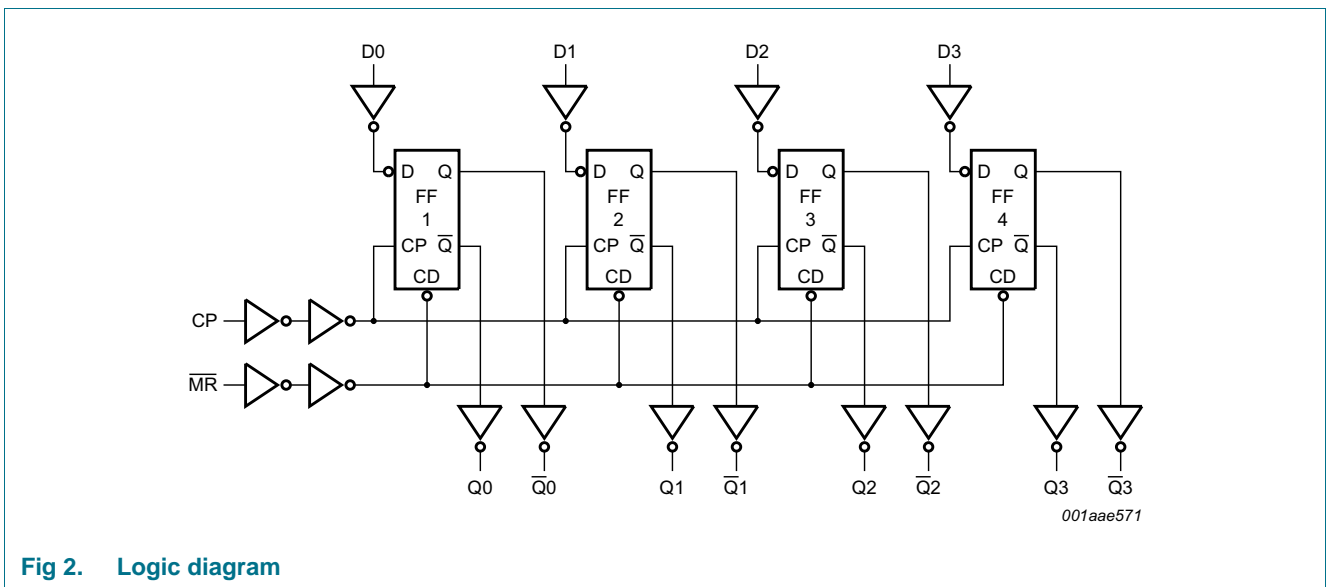 D0 D1 D2 D3
D Q D Q D Q D Q
FF FF FF FF
1 2 3 4
CP Q̅ CP Q̅ CP Q̅ CP Q̅
CD CD CD CD
CP
M̅R̅
Q0 Q̅0 Q1 Q̅1 Q2 Q̅2 Q3 Q̅3
001aae571
Fig 2. Logic diagram